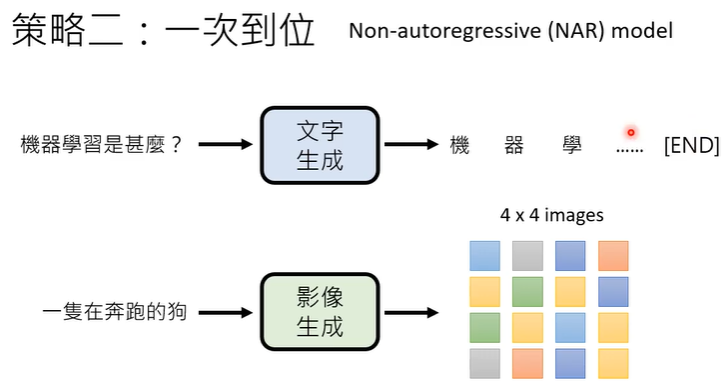 策略二：一次到位 Non-autoregressive (NAR) model
機器學習是甚麼？ 文字生成 機 器 學 …… [END]
4 x 4 images
一隻在奔跑的狗 影像生成